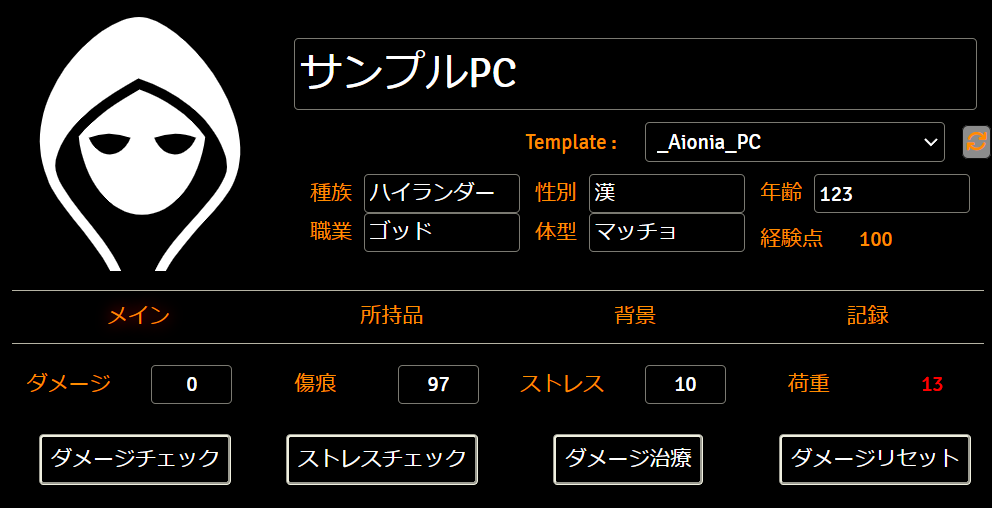 サンプルPC
Template : _Aionia_PC
種族 ハイランダー 性別 漢 年齢 123
職業 ゴッド 体型 マッチョ 経験点 100
メイン 所持品 背景 記録
ダメージ 0 傷痕 97 ストレス 10 荷重 13
ダメージチェック ストレスチェック ダメージ治療 ダメージリセット